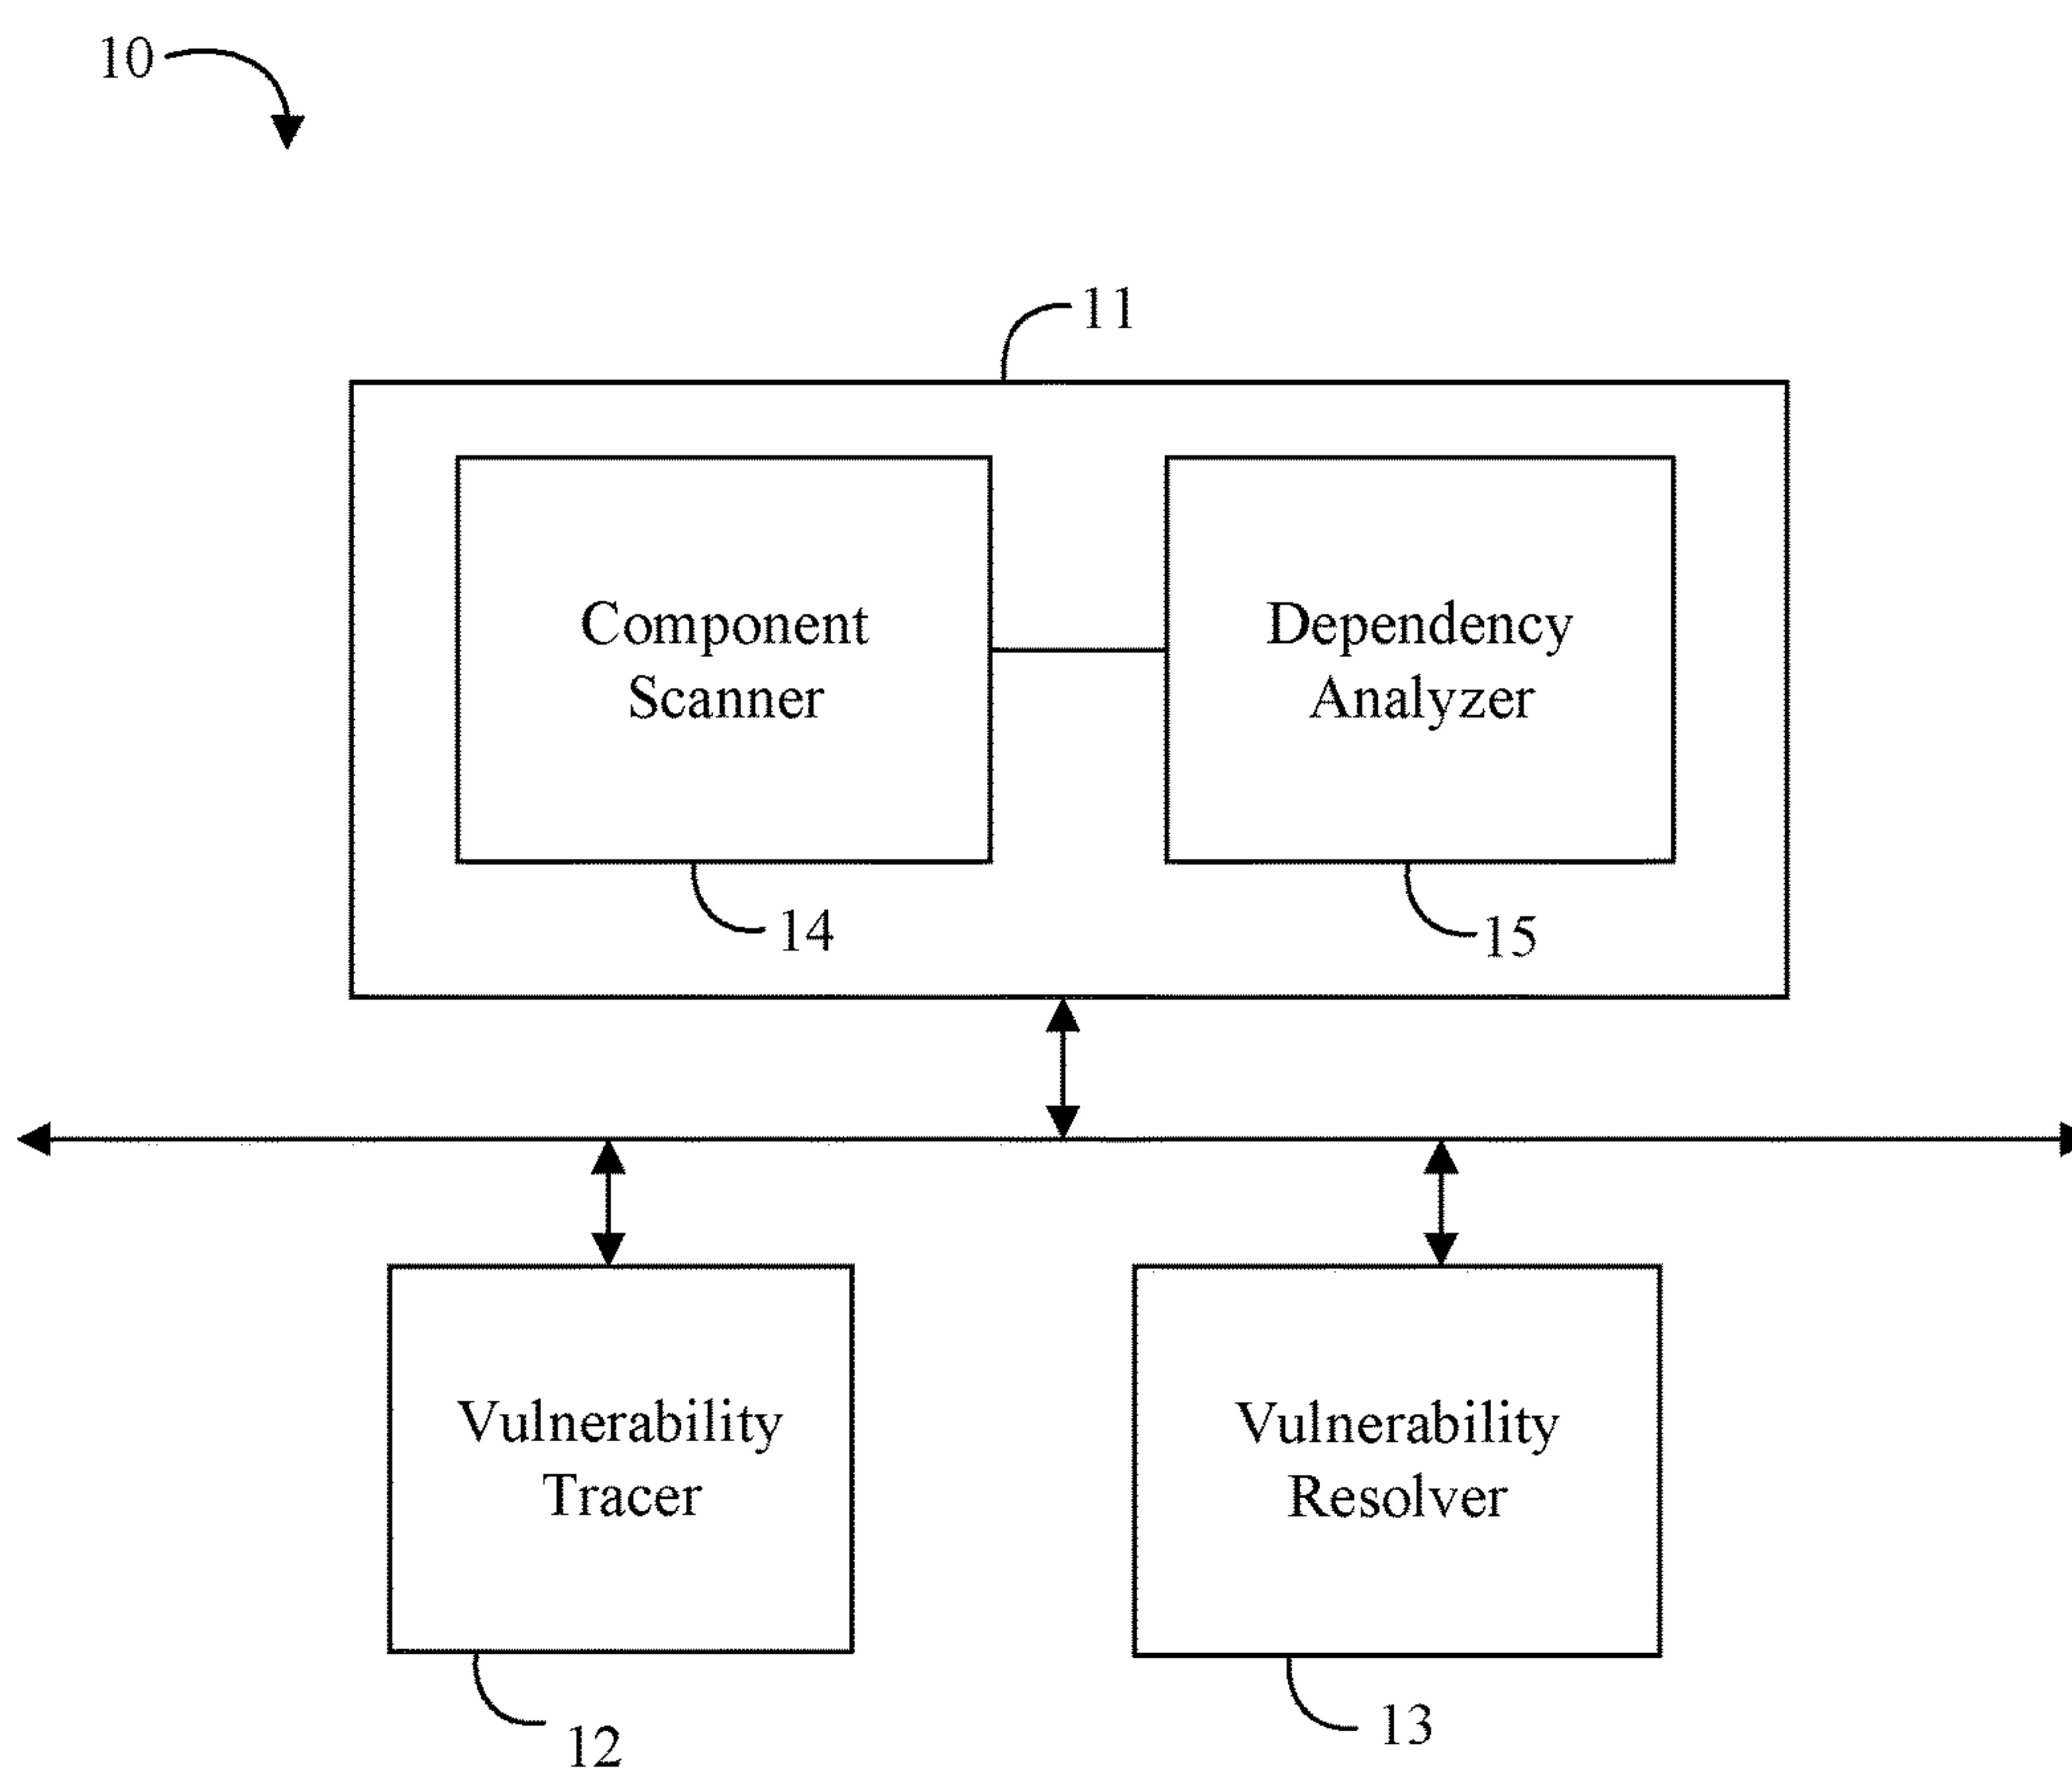 10
11
Component
Scanner
Dependency
Analyzer
14
15
Vulnerability
Tracer
Vulnerability
Resolver
12
13